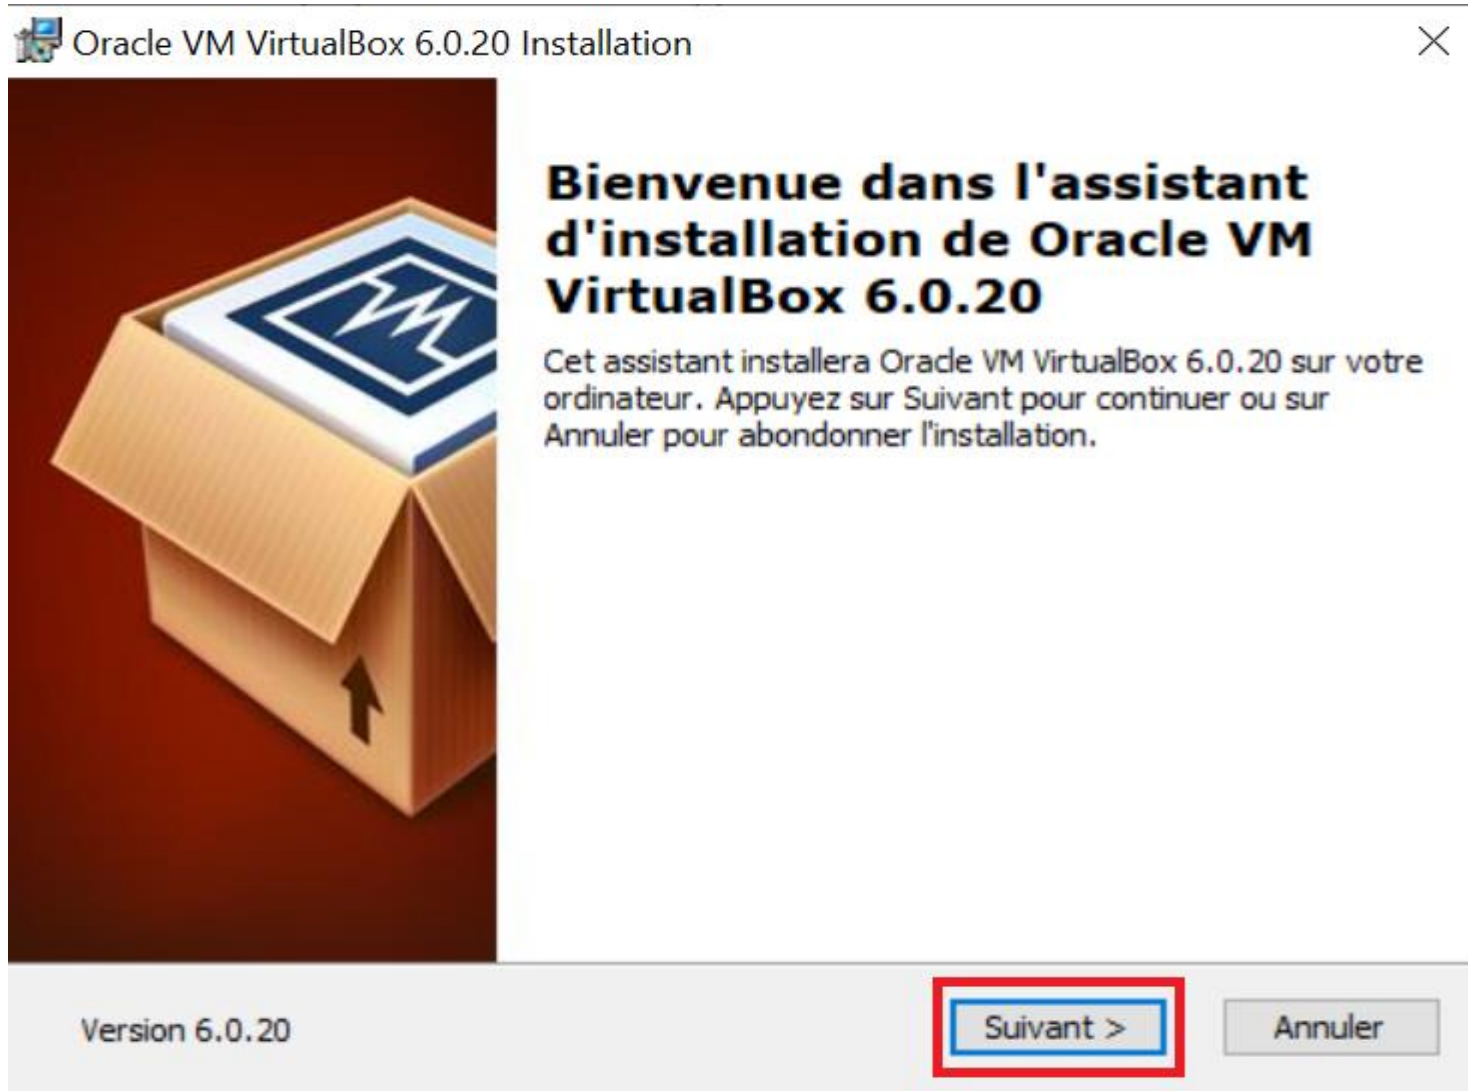 Oracle VM VirtualBox 6.0.20 Installation
Bienvenue dans l'assistant
d'installation de Oracle VM
VirtualBox 6.0.20
Cet assistant installera Oracle VM VirtualBox 6.0.20 sur votre
ordinateur. Appuyez sur Suivant pour continuer ou sur
Annuler pour abondonner l'installation.
Version 6.0.20
Suivant >
Annuler